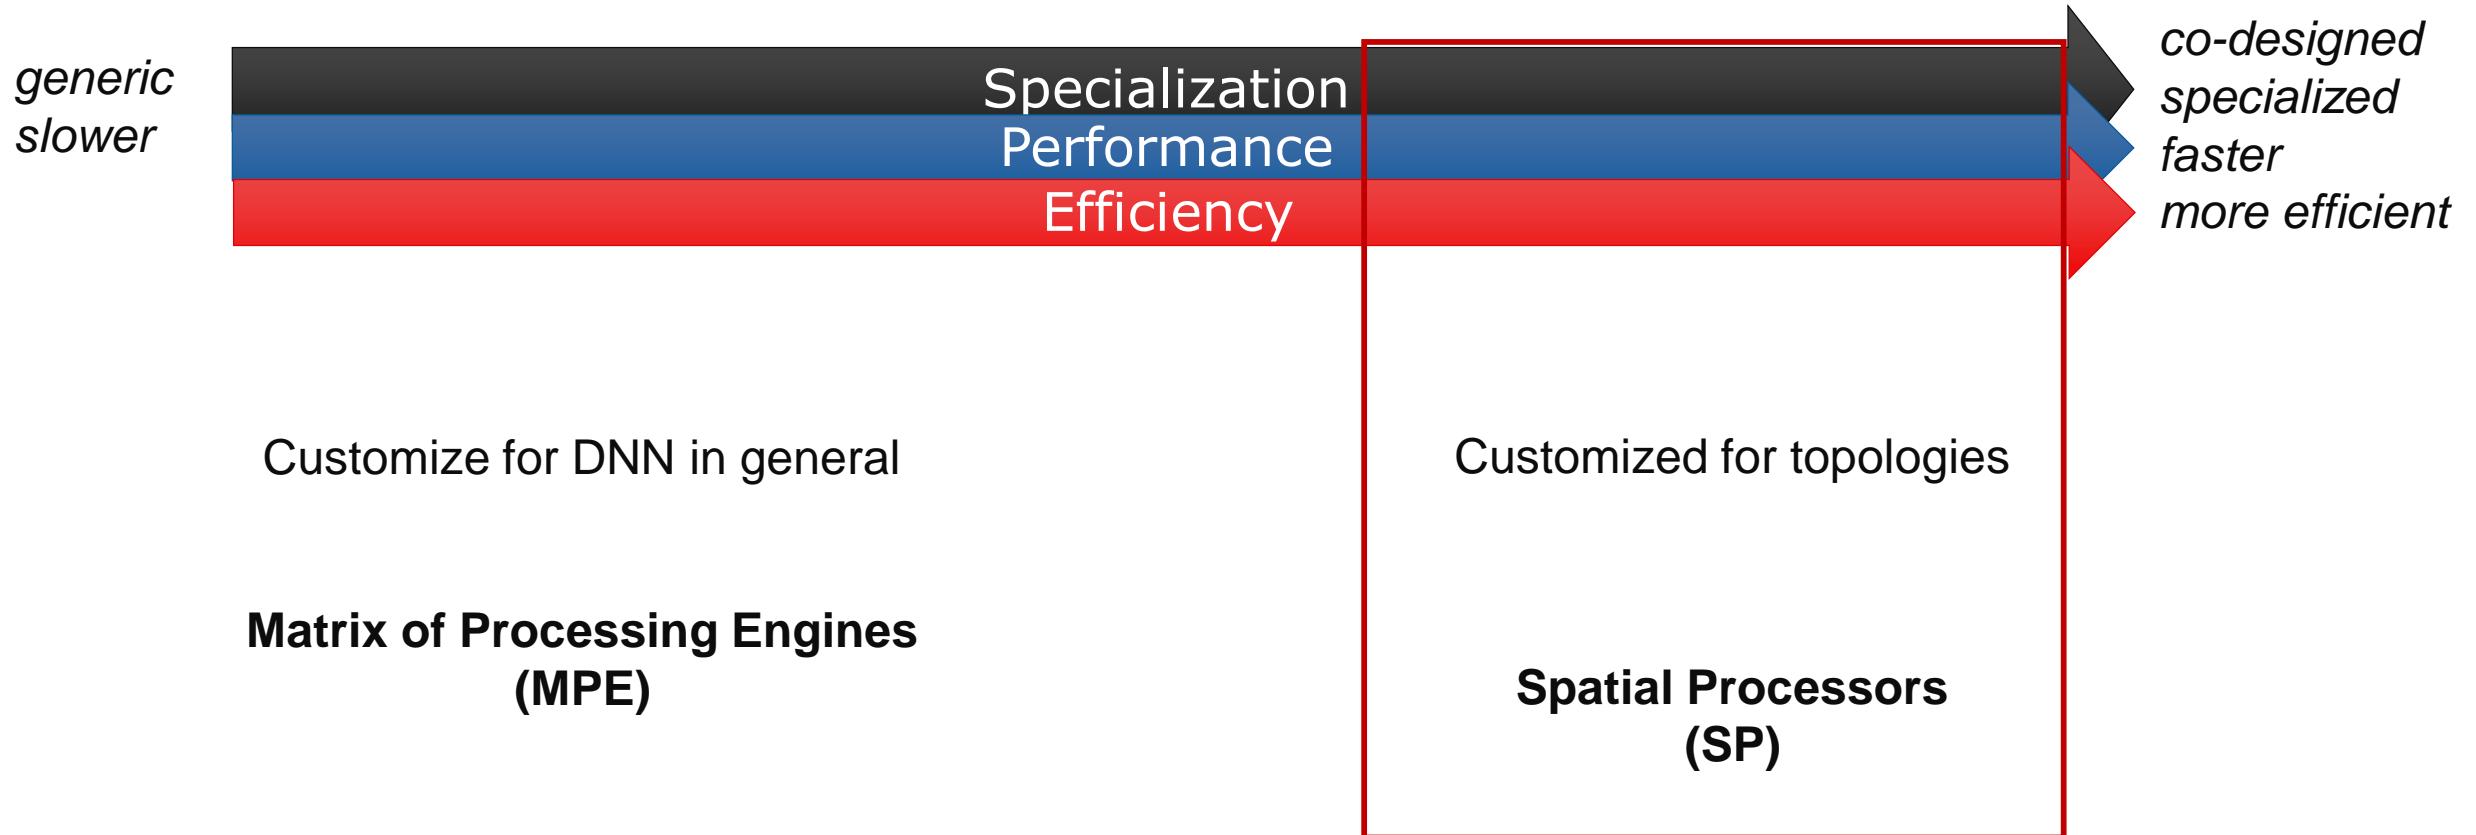 generic
slower
Specialization
Performance
Efficiency
co-designed
specialized
faster
more efficient
Customize for DNN in general
Customized for topologies
Matrix of Processing Engines
(MPE)
Spatial Processors
(SP)